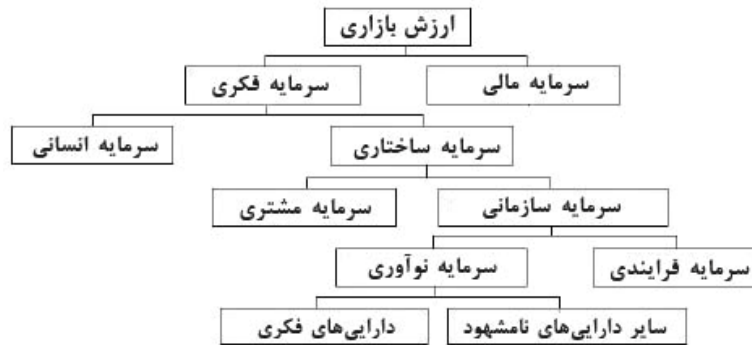 ارزش بازاری
سرمایه مالی
سرمایه فکری
سرمایه ساختاری
سرمایه انسانی
سرمایه سازمانی
سرمایه مشتری
سرمایه فرایندی
سرمایه نوآوری
سایر دارایی‌های نامشهود
دارایی‌های فکری